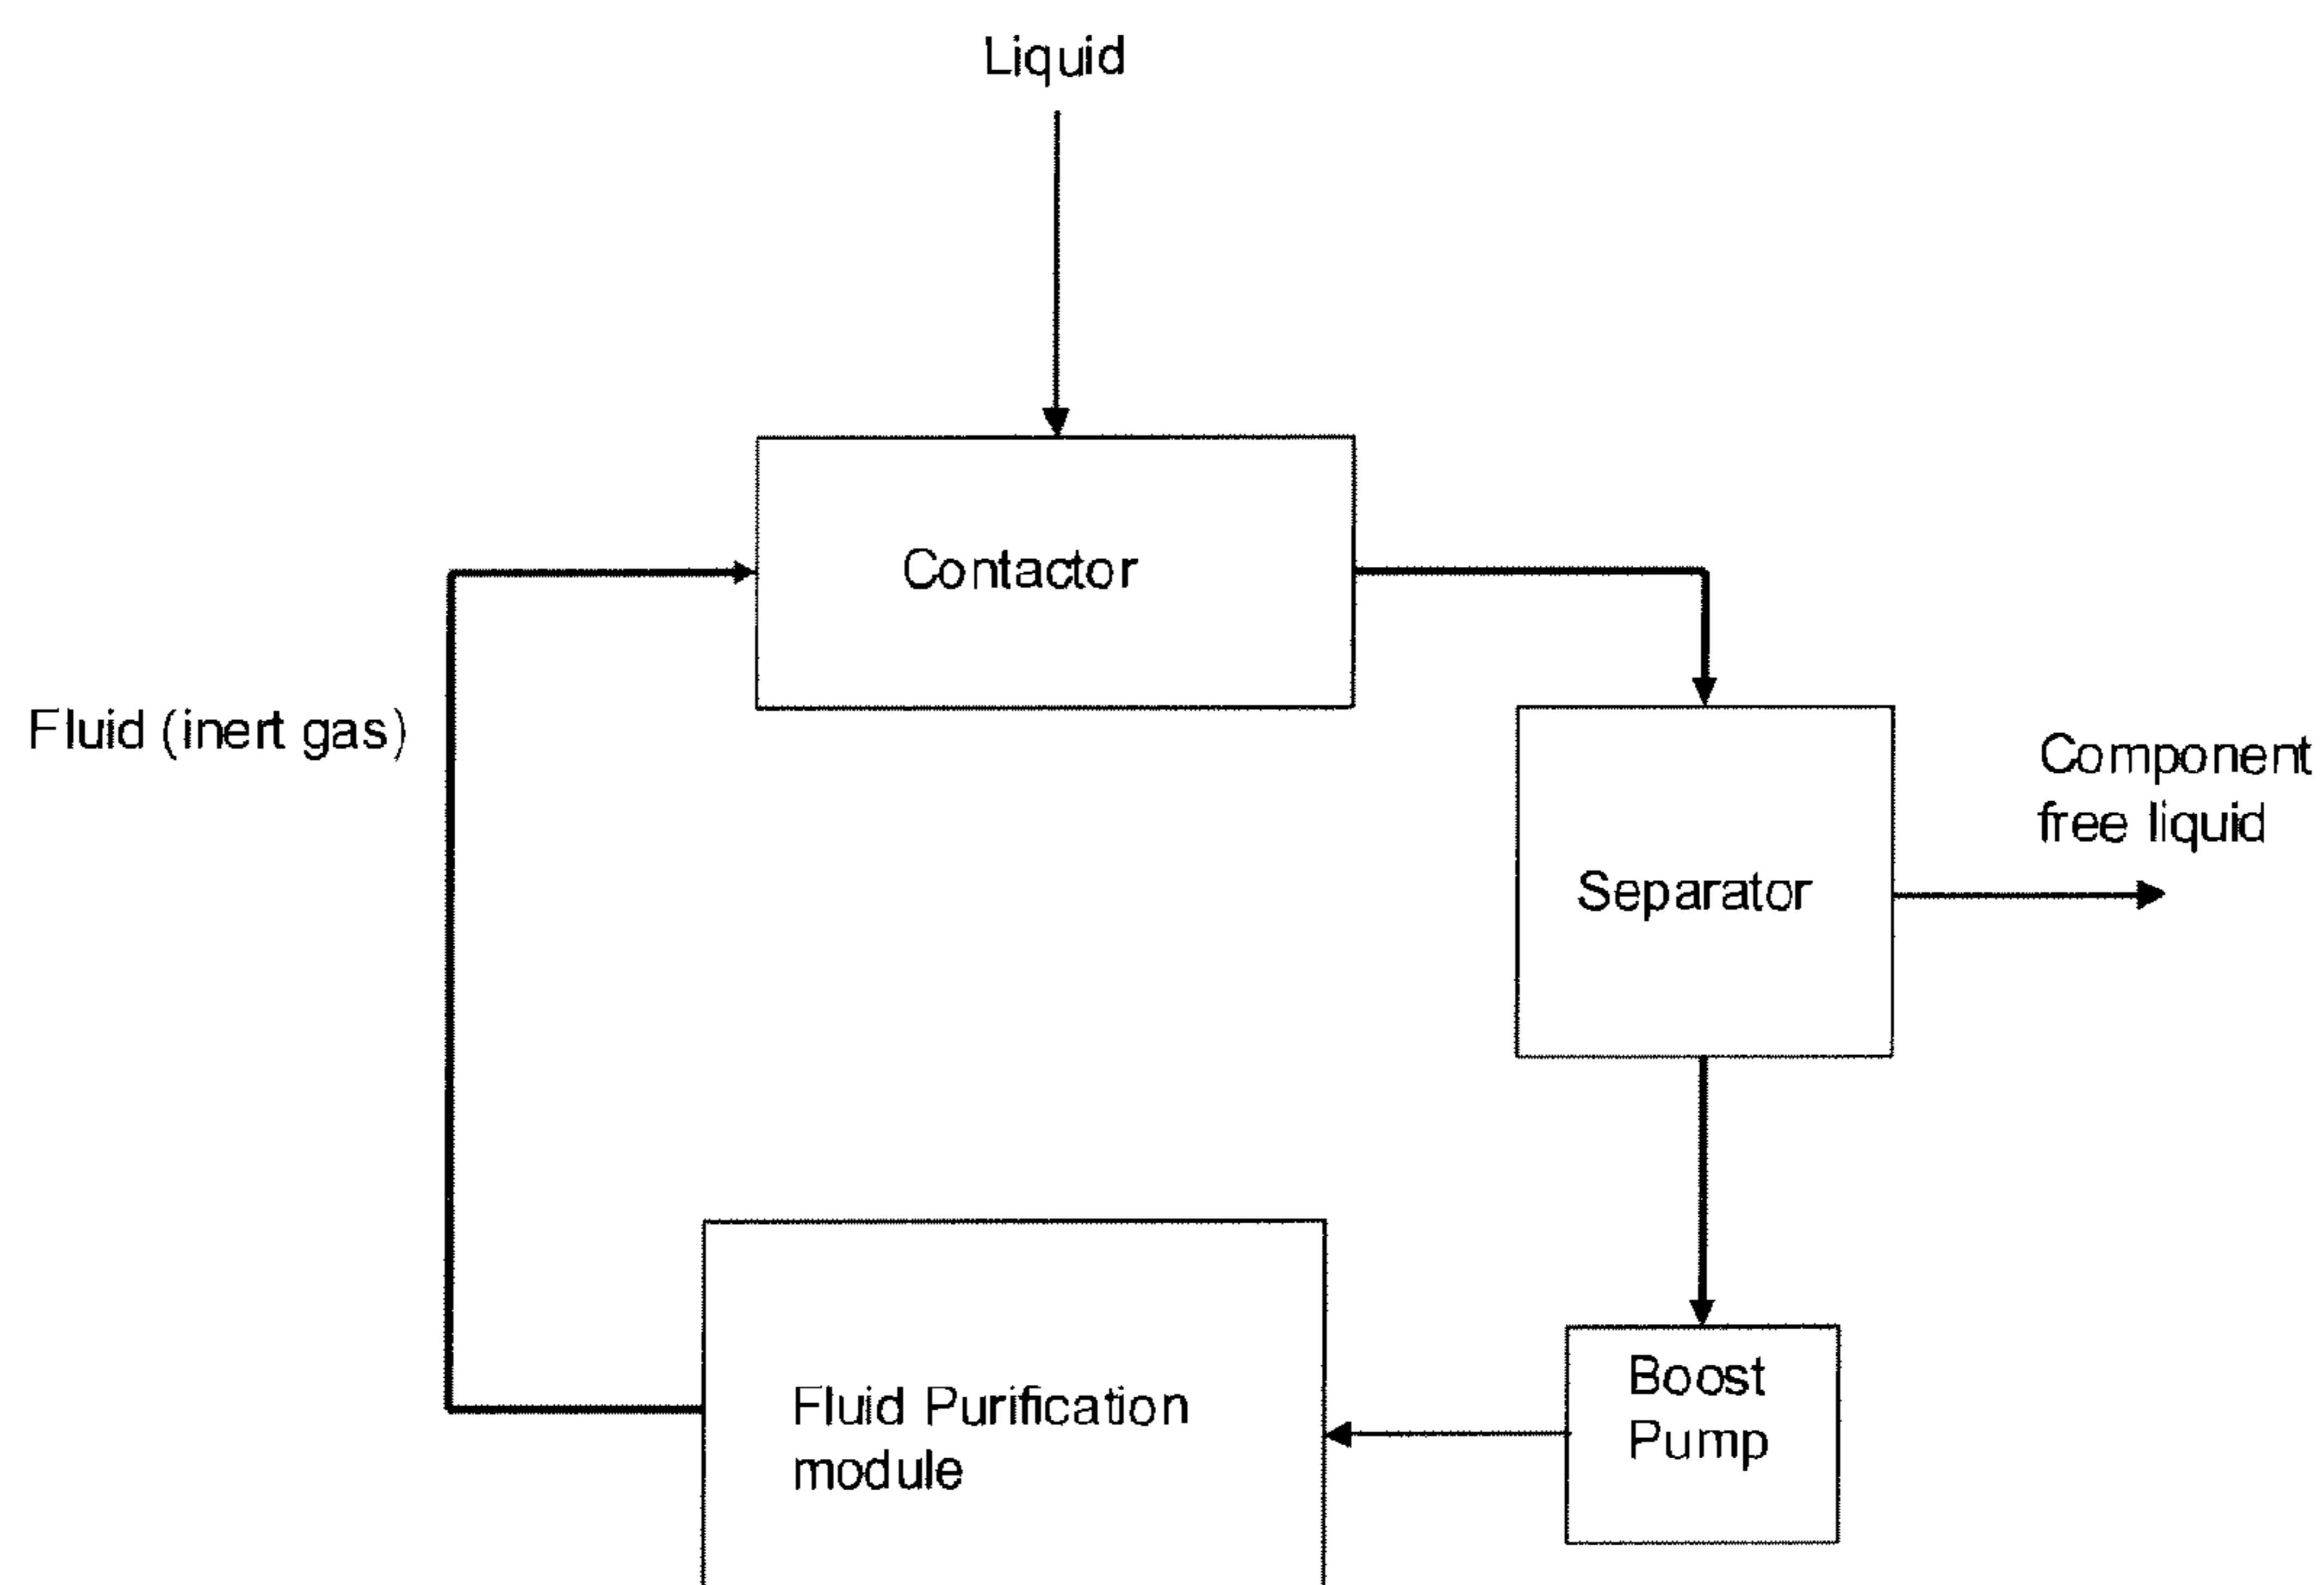 Liquid
Contactor
Fluid (inert gas)
Component
free liquid
Separator
Boost
Pump
Fluid Purification
module